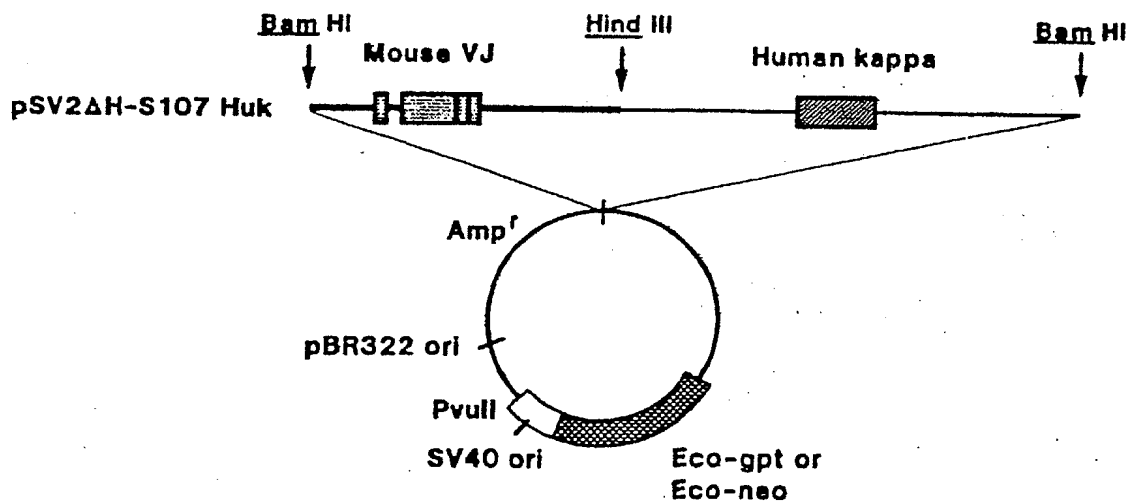 Bam HI
Hind III
Bam HI
Mouse VJ
Human kappa
pSV2ΔH-S107 Huk
Amp r
pBR322 ori
PvuII
SV40 ori
Eco-gpt or
Eco-neo